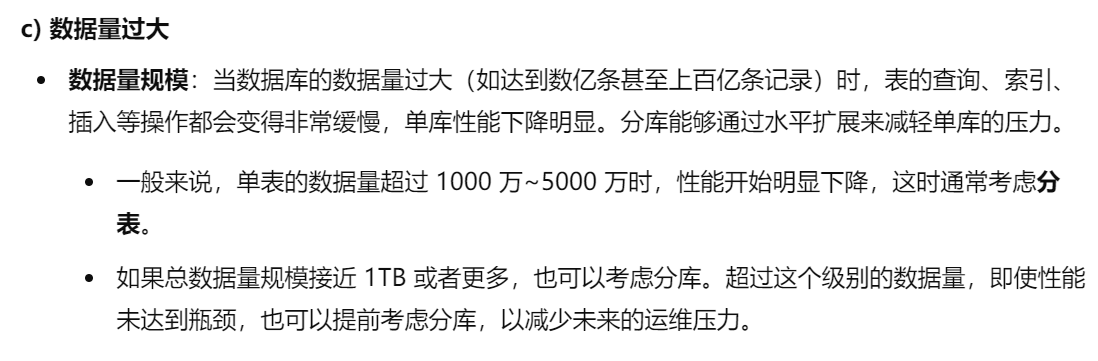 c) 数据量过大
• 数据量规模：当数据库的数据量过大（如达到数亿条甚至上百亿条记录）时，表的查询、索引、
插入等操作都会变得非常缓慢，单库性能下降明显。分库能够通过水平扩展来减轻单库的压力。
• 一般来说，单表的数据量超过 1000 万~5000 万时，性能开始明显下降，这时通常考虑分
表。
• 如果总数据量规模接近 1TB 或者更多，也可以考虑分库。超过这个级别的数据量，即使性能
未达到瓶颈，也可以提前考虑分库，以减少未来的运维压力。